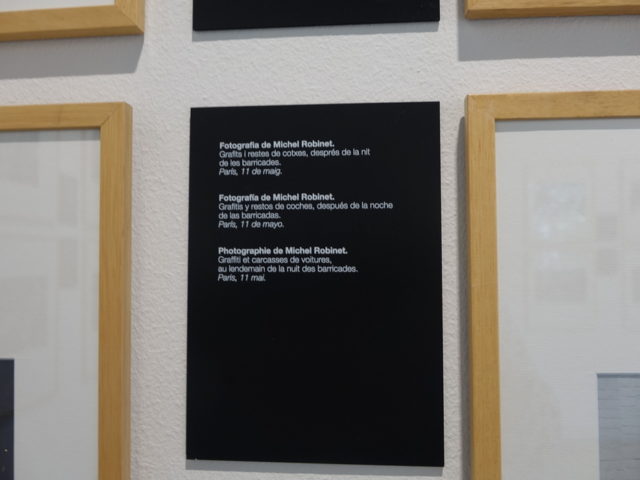 Fotografia de Michel Robinet.
Grafits i restes de cotxes, després de la nit
de les barricades.
París, 11 de maig.
Fotografía de Michel Robinet.
Grafitis y restos de coches, después de la noche
de las barricadas.
París, 11 de mayo.
Photographie de Michel Robinet.
Graffiti et carcasses de voitures,
au lendemain de la nuit des barricades.
Paris, 11 mai.